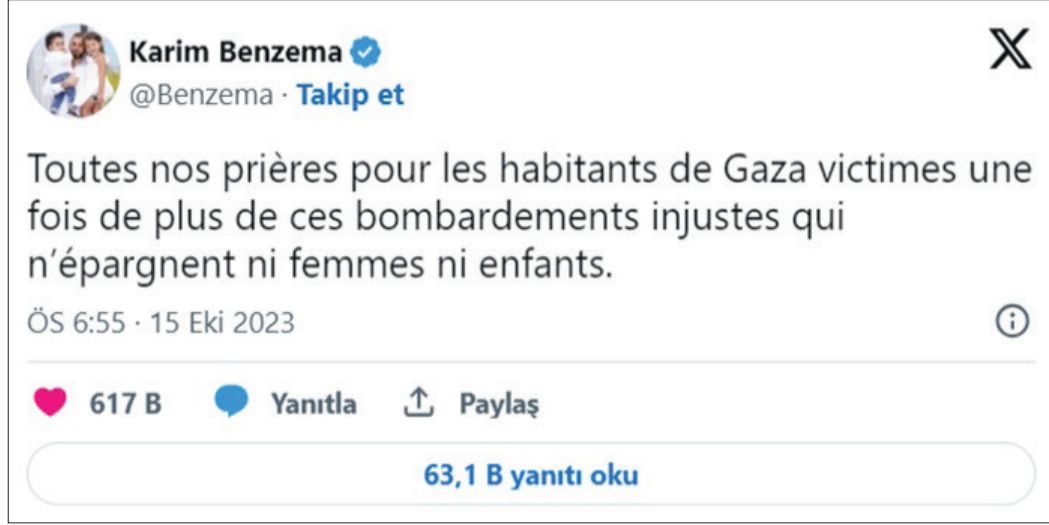 Karim Benzema
@Benzema · Takip et
Toutes nos prières pour les habitants de Gaza victimes une
fois de plus de ces bombardements injustes qui
n'épargnent ni femmes ni enfants.
ÖS 6:55 · 15 Eki 2023
617 B Yanıtla Paylaş
63,1 B yanıtı oku